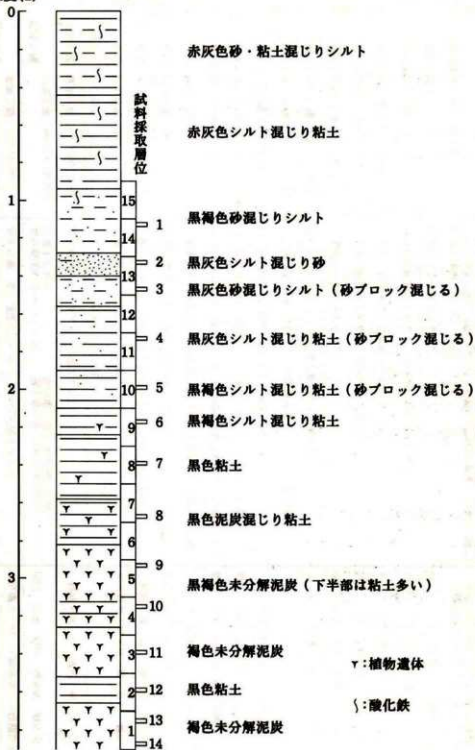 0
赤灰色砂・粘土混じりシルト
試料採取層位
赤灰色シルト混じり粘土
1
15
1
黒褐色砂混じりシルト
14
2
黒灰色シルト混じり砂
13
3
黒灰色砂混じりシルト（砂ブロック混じる）
12
4
黒灰色シルト混じり粘土（砂ブロック混じる）
11
2
10
5
黒褐色シルト混じり粘土（砂ブロック混じる）
9
6
黒褐色シルト混じり粘土
8
7
黒色粘土
7
8
黒色泥炭混じり粘土
6
3
9
5
黒褐色未分解泥炭（下半部は粘土多い）
10
4
3
11
褐色未分解泥炭
Y:植物遺体
2
12
黒色粘土
:酸化鉄
1
13
褐色未分解泥炭
14